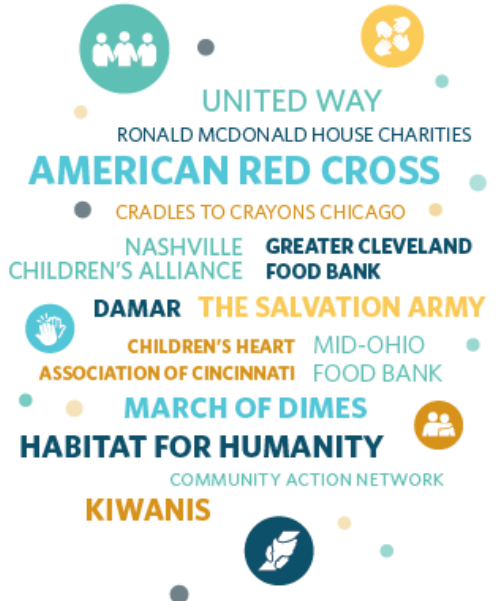 UNITED WAY
RONALD MCDONALD HOUSE CHARITIES
AMERICAN RED CROSS
CRADLES TO CRAYONS CHICAGO
NASHVILLE
CHILDREN'S ALLIANCE
GREATER CLEVELAND
FOOD BANK
DAMAR
THE SALVATION ARMY
CHILDREN'S HEART
ASSOCIATION OF CINCINNATI
MID-OHIO
FOOD BANK
MARCH OF DIMES
HABITAT FOR HUMANITY
COMMUNITY ACTION NETWORK
KIWANIS